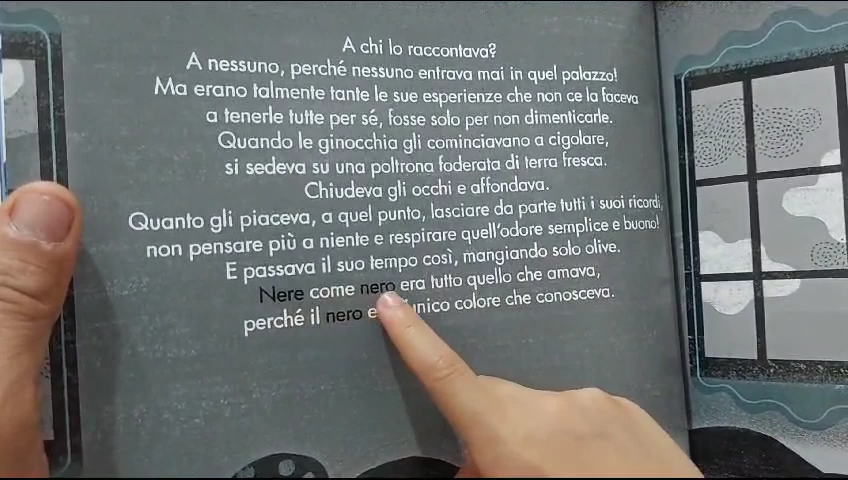 A chi lo raccontava?
A nessuno, perché nessuno entrava mai in quel palazzo!
Ma erano talmente tante le sue esperienze che non ce la faceva
a tenerle tutte per sé, fosse solo per non dimenticarle.
Quando le ginocchia gli cominciavano a cigolare,
si sedeva su una poltrona foderata di terra fresca.
Chiudeva gli occhi e affondava.
Quanto gli piaceva, a quel punto, lasciare da parte tutti i suoi ricordi,
non pensare più a niente e respirare quell'odore semplice e buono!
E passava il suo tempo così, mangiando solo olive.
Nere come nero era tutto quello che amava,
perché il nero colore che conosceva.